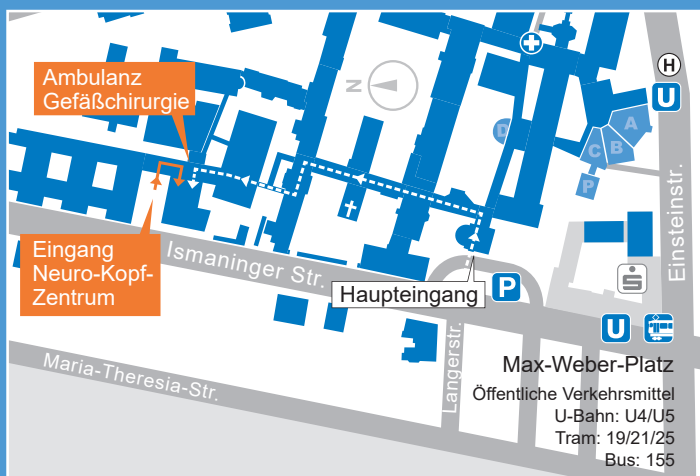 Ambulanz
Gefäßchirurgie
N
H
U
A
B
C
D
P
Einsteinstr.
Eingang
Neuro-Kopf-
Zentrum
Ismaninger Str.
Haupteingang
P
S
U
Langerstr.
Maria-Theresia-Str.
Max-Weber-Platz
Öffentliche Verkehrsmittel
U-Bahn: U4/U5
Tram: 19/21/25
Bus: 155